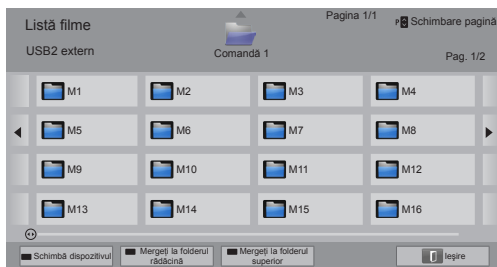 Listă filme
Pagina 1/1
P Schimbare pagină
USB2 extern
Comandă 1
Pag. 1/2
M1
M2
M3
M4
M5
M6
M7
M8
M9
M10
M11
M12
M13
M14
M15
M16
Schimbă dispozitivul
Mergeți la folderul
rădăcină
Mergeți la folderul
superior
Ieșire